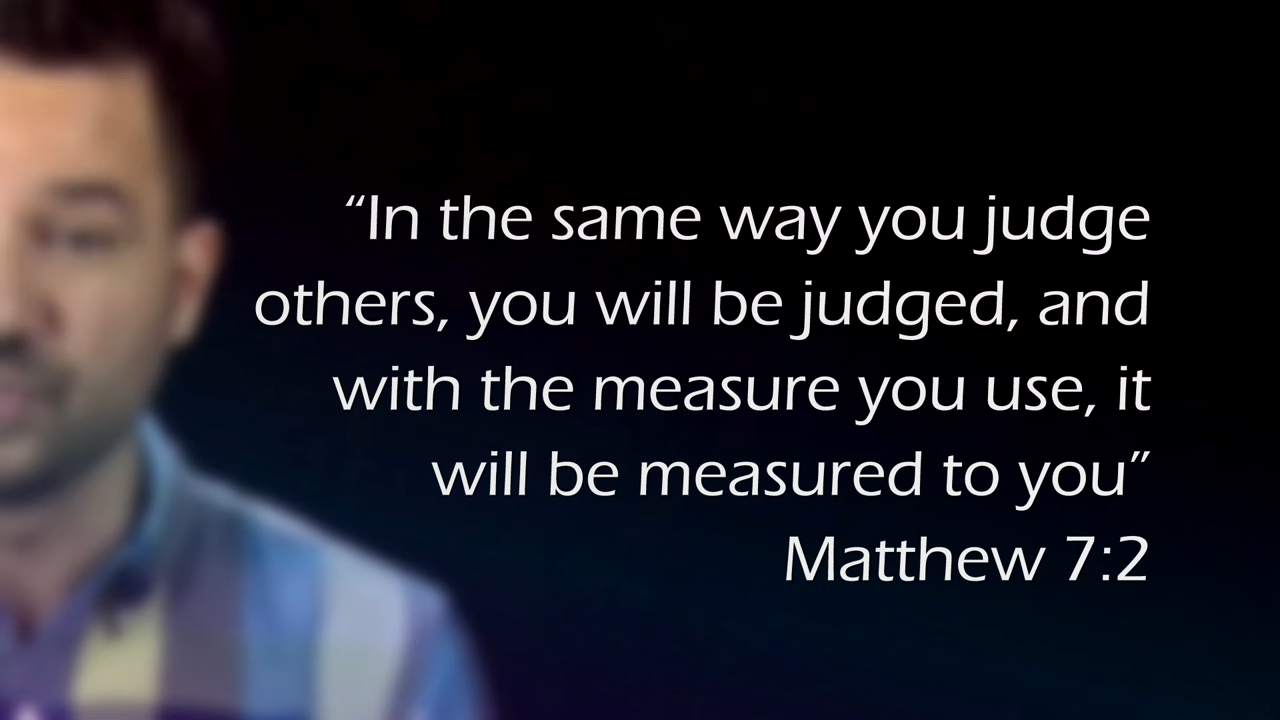 “In the same way you judge
others, you will be judged, and
with the measure you use, it
will be measured to you”
Matthew 7:2